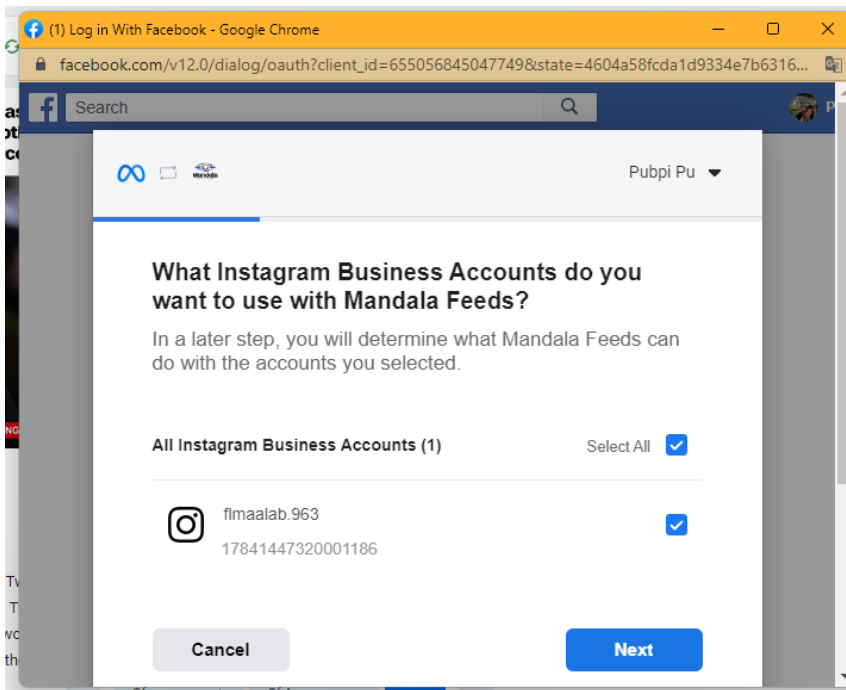 (1) Log in With Facebook - Google Chrome
facebook.com/v12.0/dialog/oauth?client_id=655056845047749&state=4604a58fcda1d9334e7b6316...
Search
P
Mandala
Pubpi Pu
What Instagram Business Accounts do you
want to use with Mandala Feeds?
In a later step, you will determine what Mandala Feeds can
do with the accounts you selected.
All Instagram Business Accounts (1)
Select All
flmaalab.963
17841447320001186
Cancel
Next